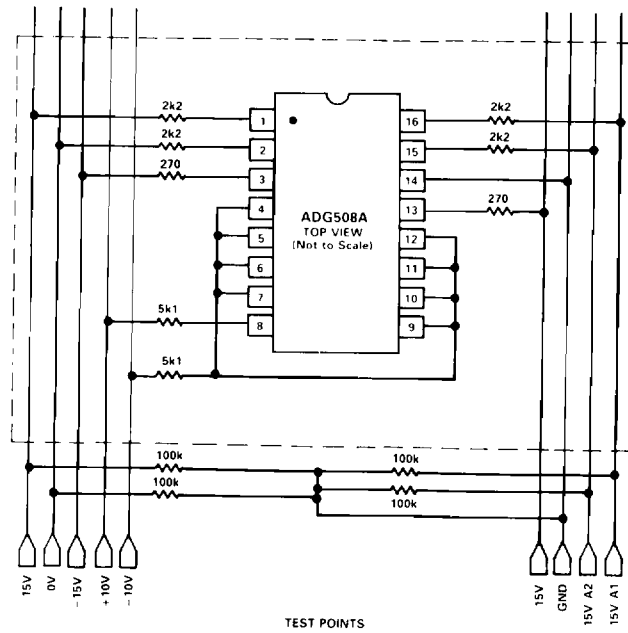 2k2
2k2
270
1
2
3
4
5
6
7
8
ADG508A
TOP VIEW
(Not to Scale)
16
15
14
13
12
11
10
9
2k2
2k2
270
5k1
5k1
100k
100k
100k
100k
15V
0V
-15V
+10V
-10V
15V
GND
15V A2
15V A1
TEST POINTS